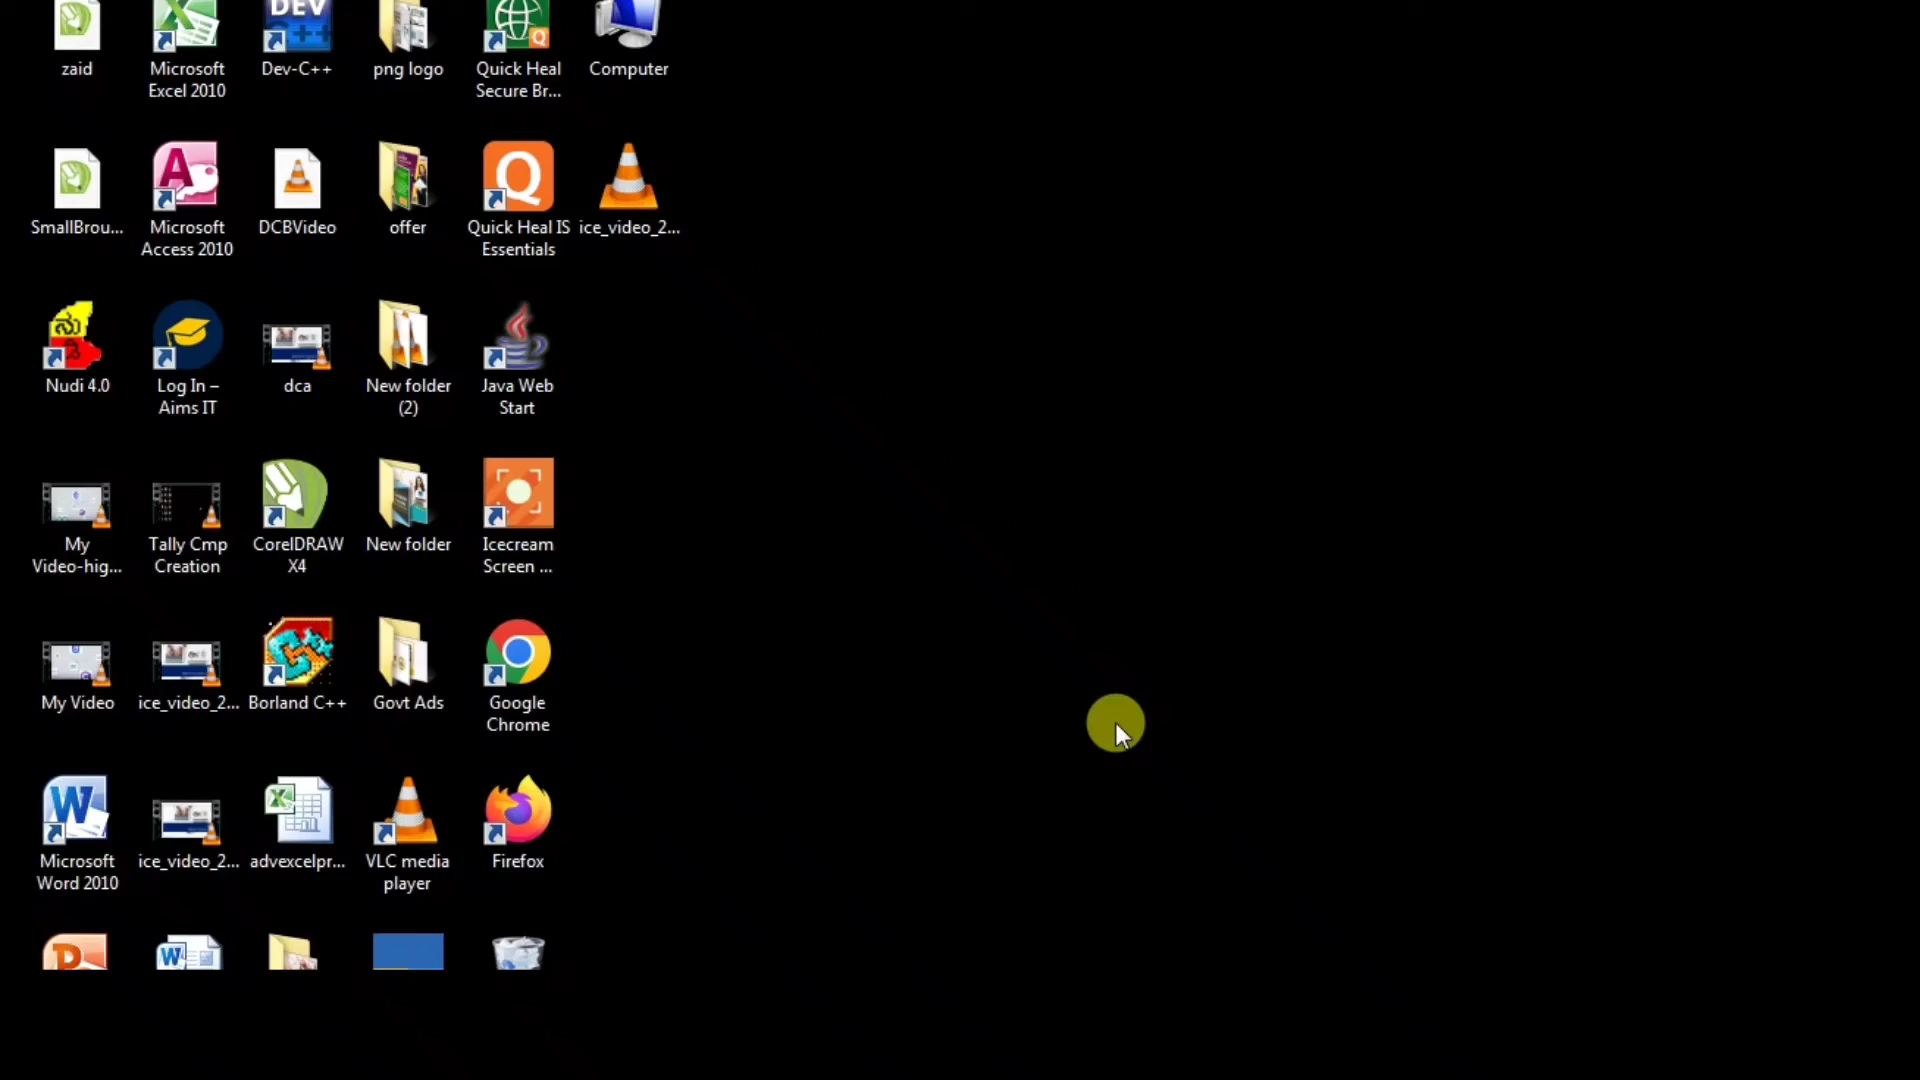 DEV
C++
zaid
Microsoft
Excel 2010
Dev-C++
png logo
Quick Heal
Secure Br...
Computer
SmallBrou...
Microsoft
Access 2010
DCBVideo
offer
Quick Heal IS
Essentials
ice_video_2...
ನು
ಡಿ
Nudi 4.0
Log In –
Aims IT
dca
New folder
(2)
Java Web
Start
My
Video-hig...
Tally Cmp
Creation
CorelDRAW
X4
New folder
Icecream
Screen ...
My Video
ice_video_2...
Borland C++
Govt Ads
Google
Chrome
Microsoft
Word 2010
ice_video_2...
advexcelpr...
VLC media
player
Firefox